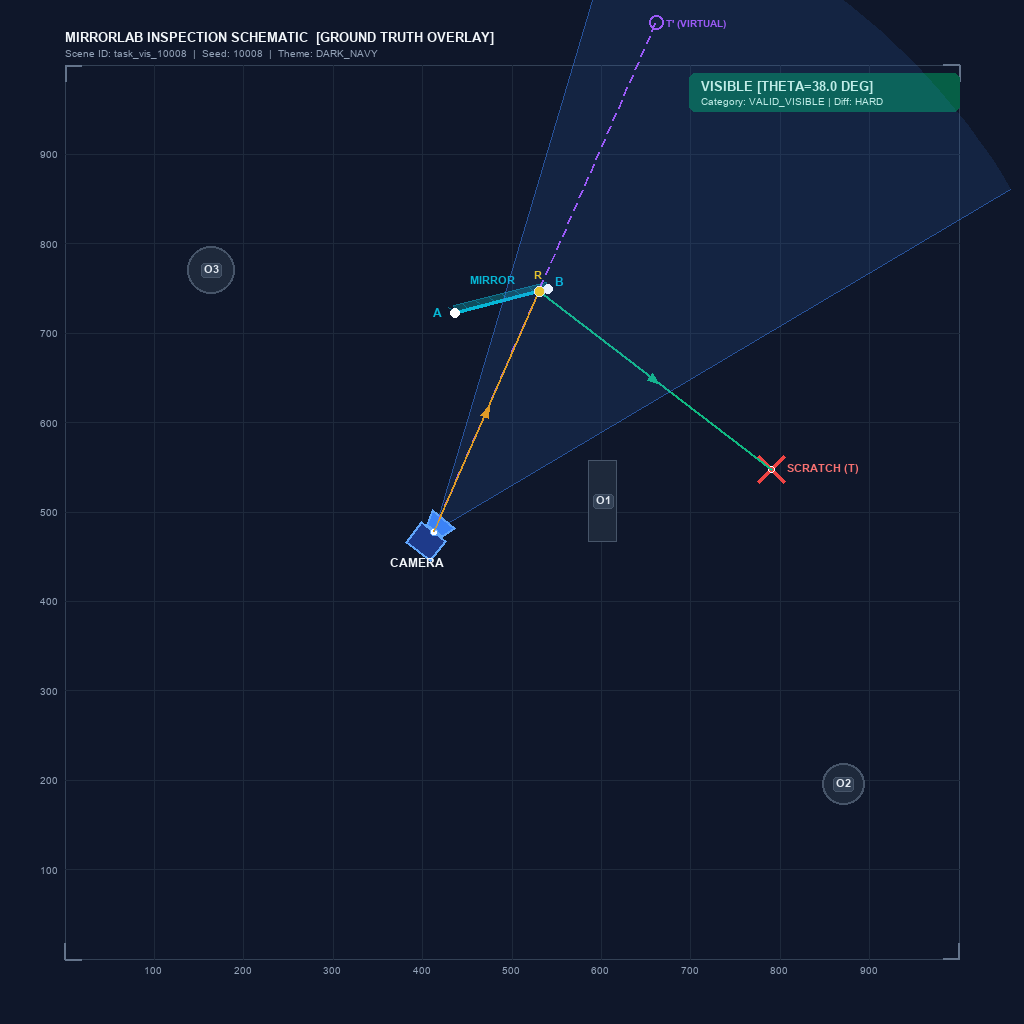 MIRRORLAB INSPECTION SCHEMATIC [GROUND TRUTH OVERLAY]
Scene ID: task_vis_10008 | Seed: 10008 | Theme: DARK_NAVY
T' (VIRTUAL)
VISIBLE [THETA=38.0 DEG]
Category: VALID_VISIBLE | Diff: HARD
900
800
O3
MIRROR
R
B
A
700
600
SCRATCH (T)
O1
500
CAMERA
400
300
200
O2
100
100 200 300 400 500 600 700 800 900